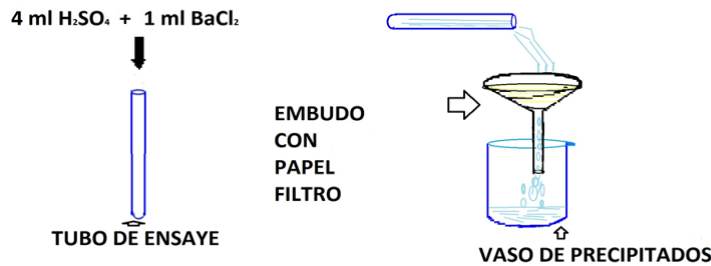 4 ml H₂SO₄ + 1 ml BaCl₂
EMBUDO
CON
PAPEL
FILTRO
TUBO DE ENSAYE
VASO DE PRECIPITADOS